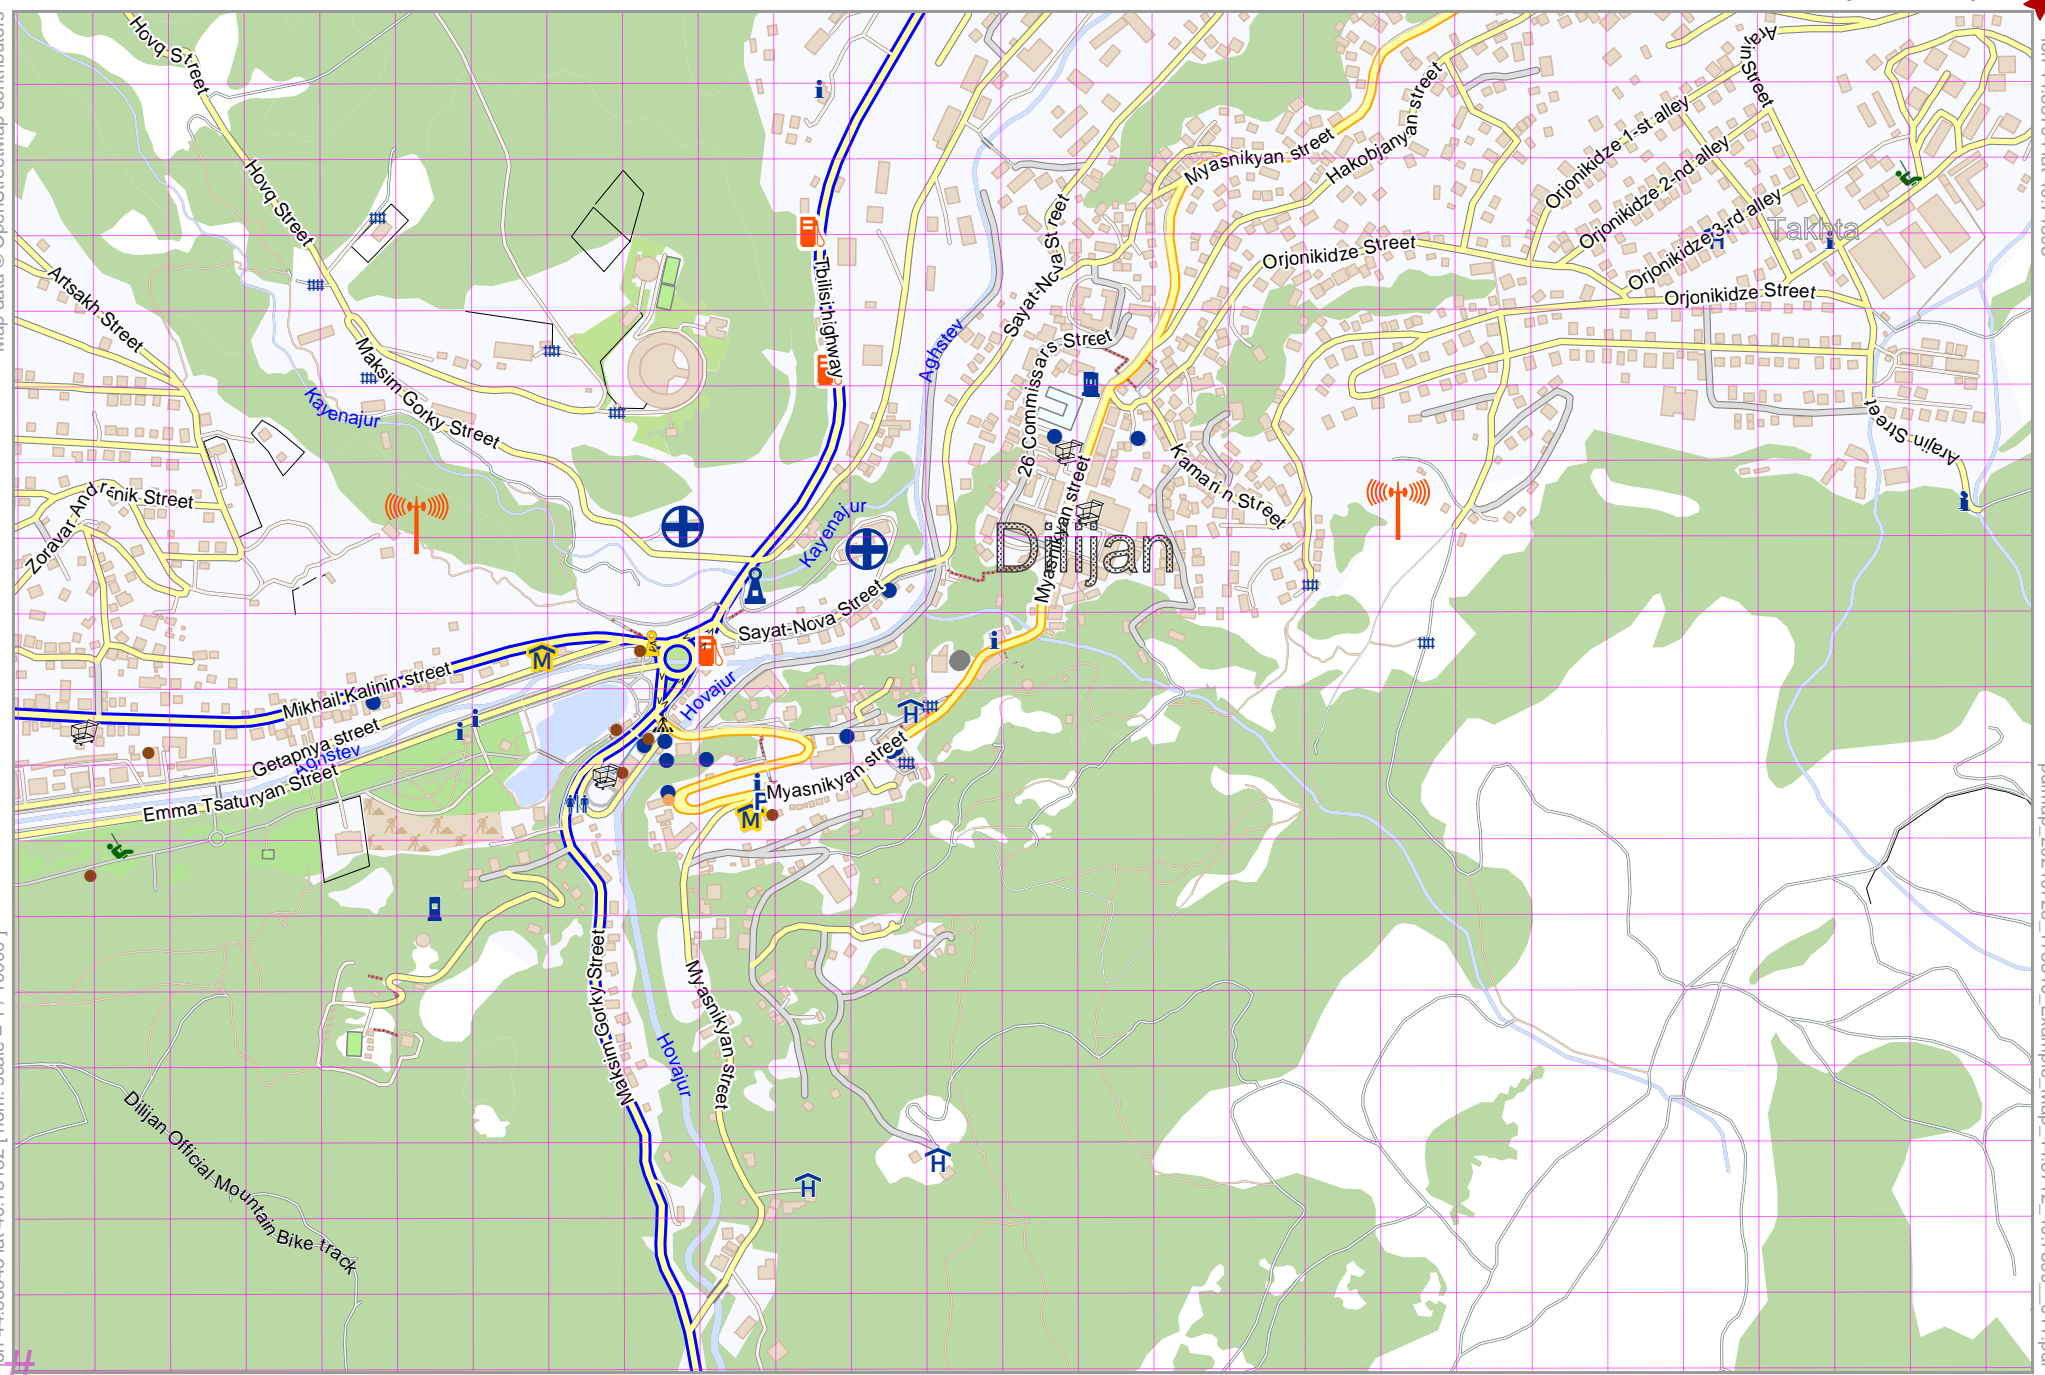 Hovq Street
Hovq Street
Artsakh Street
Maksim Gorky Street
Kayenajur
Zoravar Andranik Street
Tbilisi highway
Aghstev
Sayat-Nova Street
26 Commissars Street
Myasnikyan street
Hakobjanyan street
Orjonikidze 1-st alley
Orjonikidze 2-nd alley
Orjonikidze 3-rd alley
Arajin Street
Takhta
Orjonikidze Street
Orjonikidze Street
Arajin Street
Kamarin Street
Myasnikyan street
Dilijan
Kayenajur
Sayat-Nova Street
Hovajur
Mikhail Kalinin street
Getapnya street
Aghstev
Emma Tsaturyan Street
Myasnikyan street
Maksim Gorky Street
Myasnikyan street
Hovajur
Dilijan Official Mountain Bike track
M
M
P
H
H
H
H